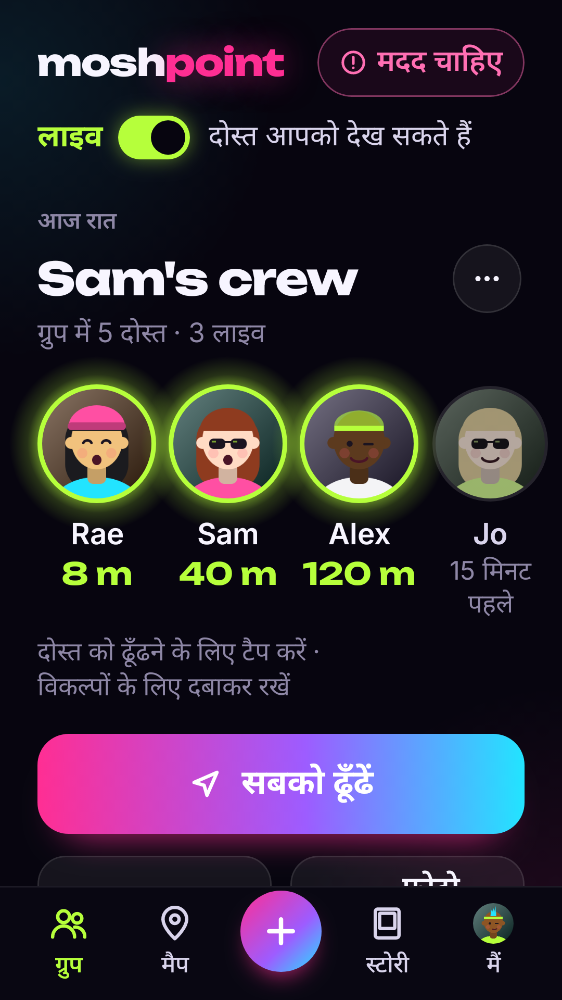 moshpoint
मदद चाहिए
लाइव
दोस्त आपको देख सकते हैं
आज रात
Sam's crew
ग्रुप में 5 दोस्त · 3 लाइव
Rae
Sam
Alex
Jo
8 m
40 m
120 m
15 मिनट
पहले
दोस्त को ढूँढने के लिए टैप करें ·
विकल्पों के लिए दबाकर रखें
सबको ढूँढें
ग्रुप
मैप
स्टोरी
मैं